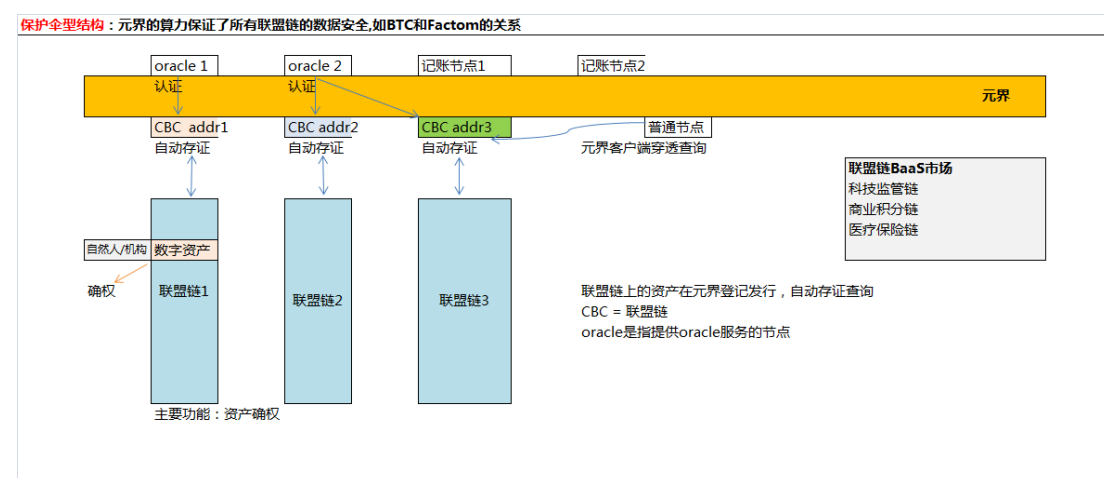 保护伞型结构：元界的算力保证了所有联盟链的数据安全,如BTC和Factom的关系
oracle 1
oracle 2
记账节点1
记账节点2
认证
认证
元界
CBC addr1
CBC addr2
CBC addr3
普通节点
自动存证
自动存证
自动存证
元界客户端穿透查询
联盟链BaaS市场
科技监管链
商业积分链
医疗保险链
自然人/机构
数字资产
确权
联盟链1
联盟链2
联盟链3
联盟链上的资产在元界登记发行，自动存证查询
CBC = 联盟链
oracle是指提供oracle服务的节点
主要功能：资产确权